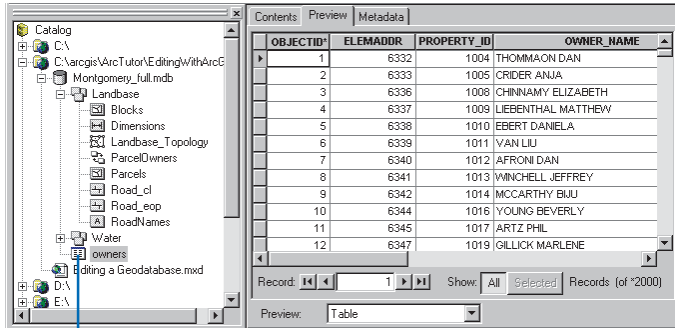 Catalog
C:\
C:\arcgis\ArcTutor\EditingWithArcG
Montgomery_full.mdb
Landbase
Blocks
Dimensions
Landbase_Topology
ParcelOwners
Parcels
Road_cl
Road_eop
RoadNames
Water
owners
Editing a Geodatabase.mxd
D:\
E:\
Contents Preview Metadata
OBJECTID* ELEMADDR PROPERTY_ID OWNER_NAME
1 6332 1004 THOMMAON DAN
2 6333 1005 CRIDER ANJA
3 6336 1008 CHINNAMY ELIZABETH
4 6337 1009 LIEBENTHAL MATTHEW
5 6338 1010 EBERT DANIELA
6 6339 1011 VAN LIU
7 6340 1012 AFRONI DAN
8 6341 1013 WINCHELL JEFFREY
9 6342 1014 MCCARTHY BIJU
10 6344 1016 YOUNG BEVERLY
11 6345 1017 ARTZ PHIL
12 6347 1019 GILLICK MARLENE
Record: 1 Show: All Selected Records (of *2000)
Preview: Table